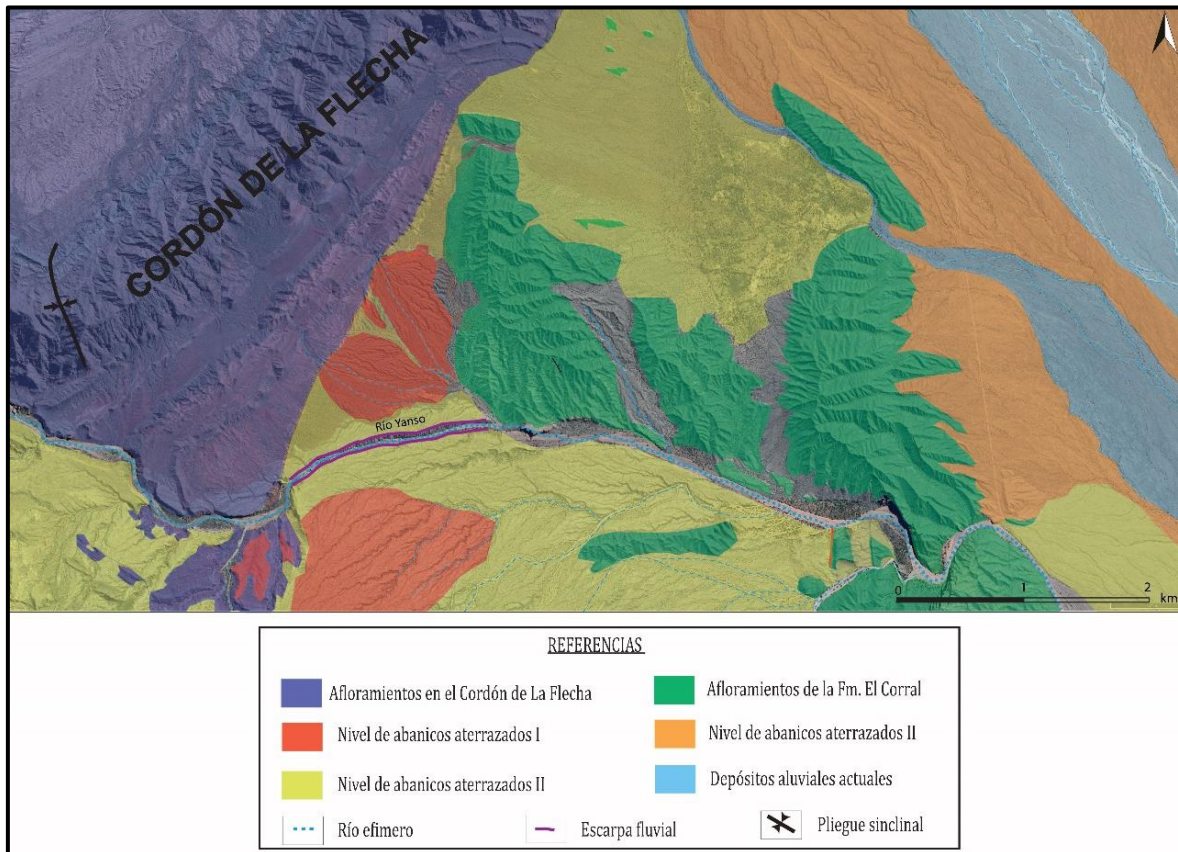 CORDÓN DE LA FLECHA
Río Yanso
0 1 2
km
REFERENCIAS
Afloramientos en el Cordón de La Flecha
Afloramientos de la Fm. El Corral
Nivel de abanicos aterrazados I
Nivel de abanicos aterrazados II
Nivel de abanicos aterrazados II
Depósitos aluviales actuales
Río efimero
Escarpa fluvial
Pliegue sinclinal